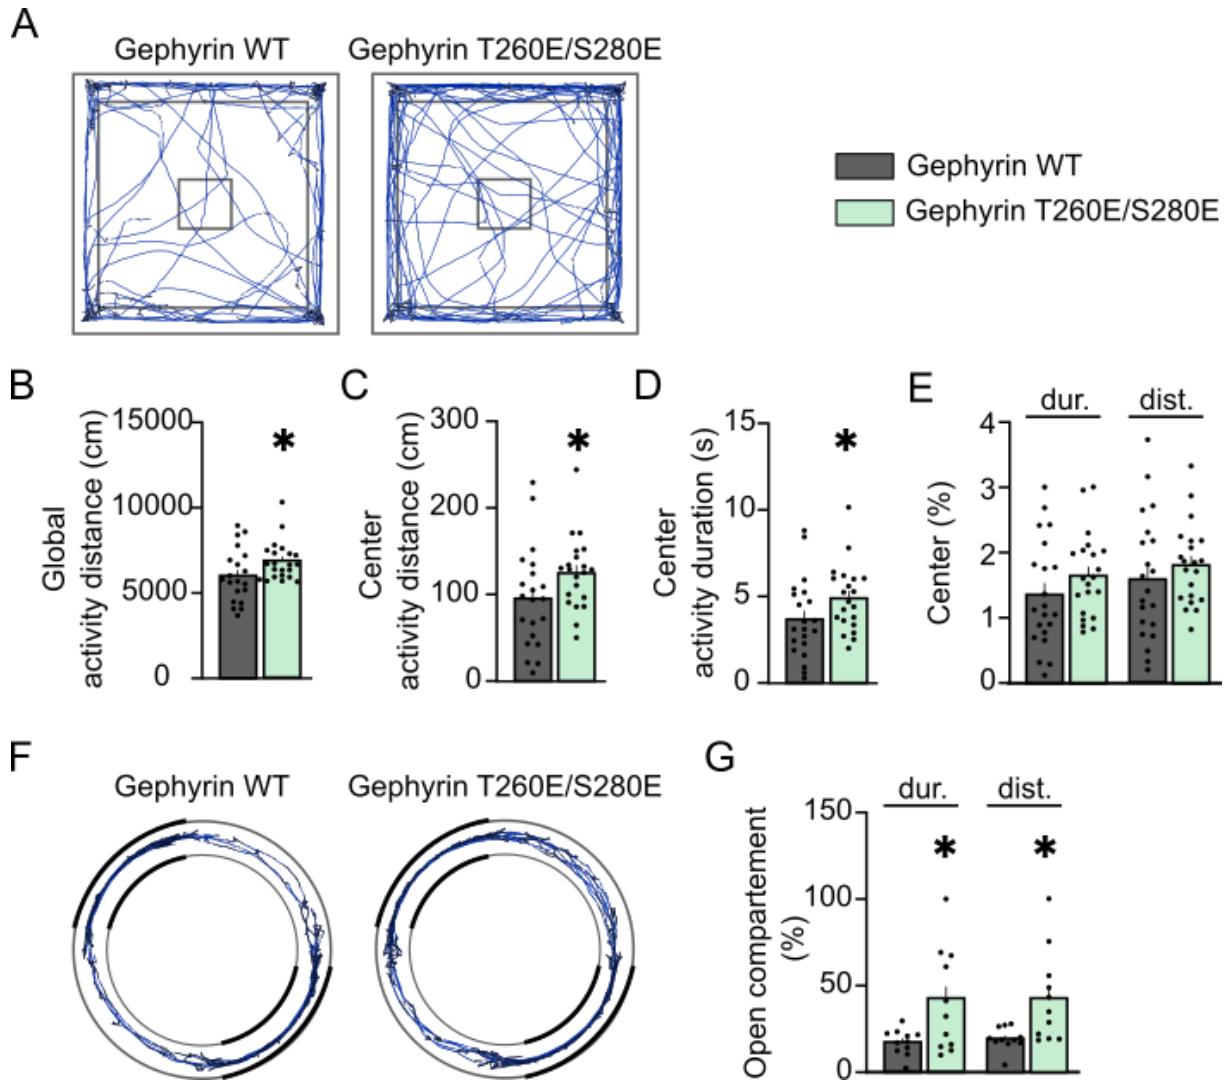 A
Gephyrin WT
Gephyrin T260E/S280E
Gephyrin WT
Gephyrin T260E/S280E
B
Global
activity distance (cm)
15000
10000
5000
0
*
C
Center
activity distance (cm)
300
200
100
0
*
D
Center
activity duration (s)
15
10
5
0
*
E
Center (%)
4
3
2
1
0
dur.
dist.
F
Gephyrin WT
Gephyrin T260E/S280E
G
Open compartement
(%)
150
100
50
0
dur.
dist.
*
*